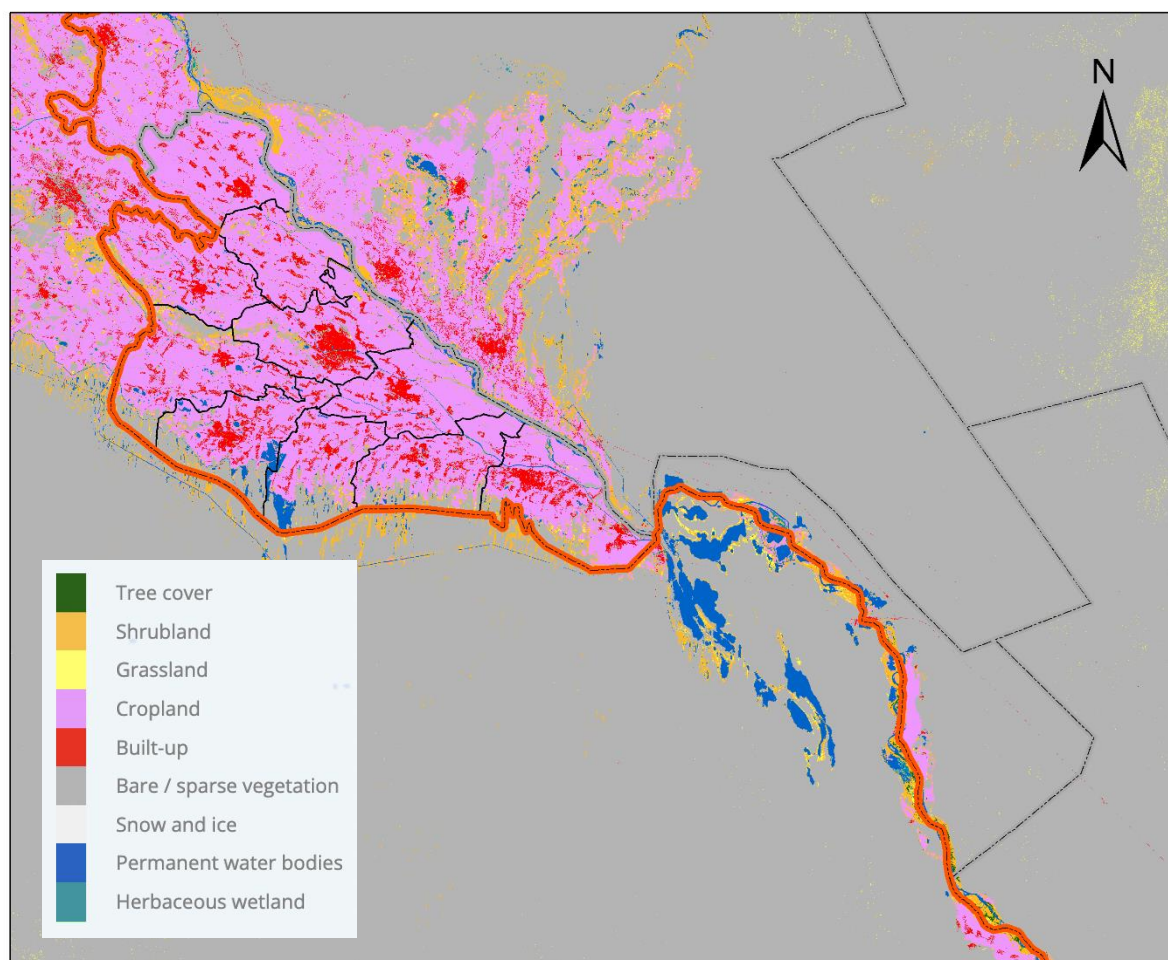 N
Tree cover
Shrubland
Grassland
Cropland
Built-up
Bare / sparse vegetation
Snow and ice
Permanent water bodies
Herbaceous wetland